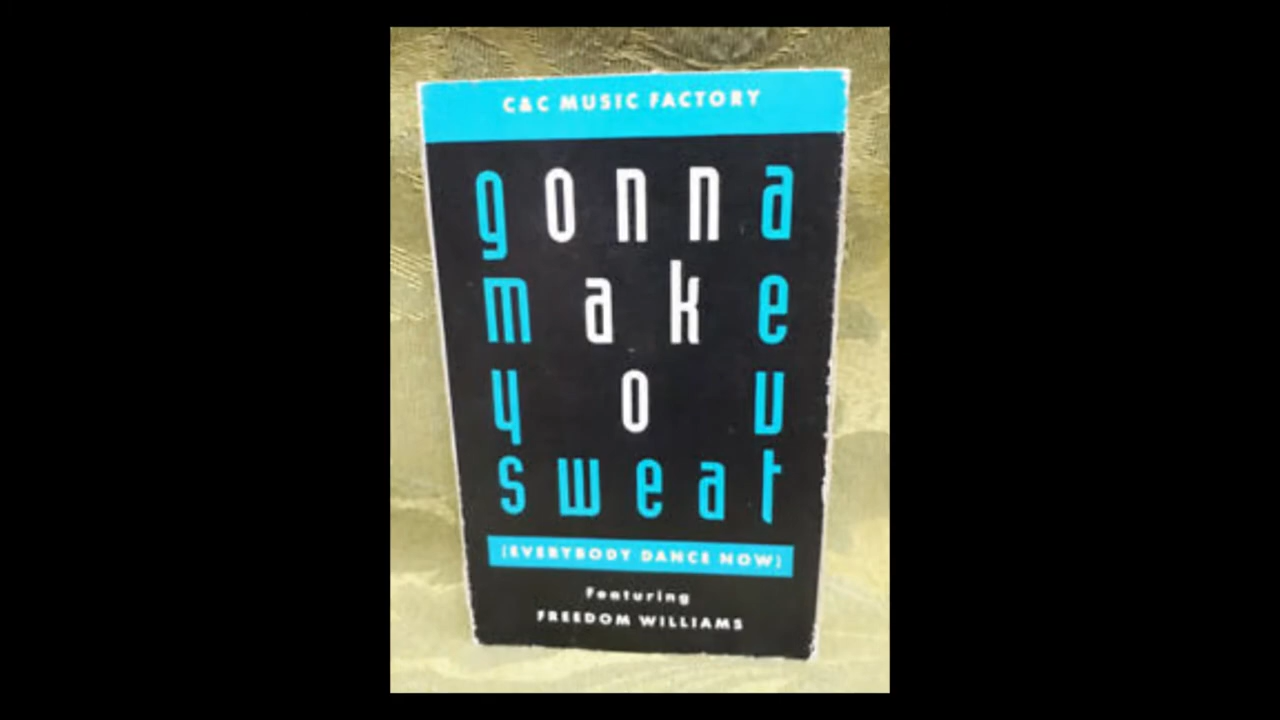 C&C MUSIC FACTORY
gonna
make
you
sweat
(EVERYBODY DANCE NOW)
Featuring
FREEDOM WILLIAMS